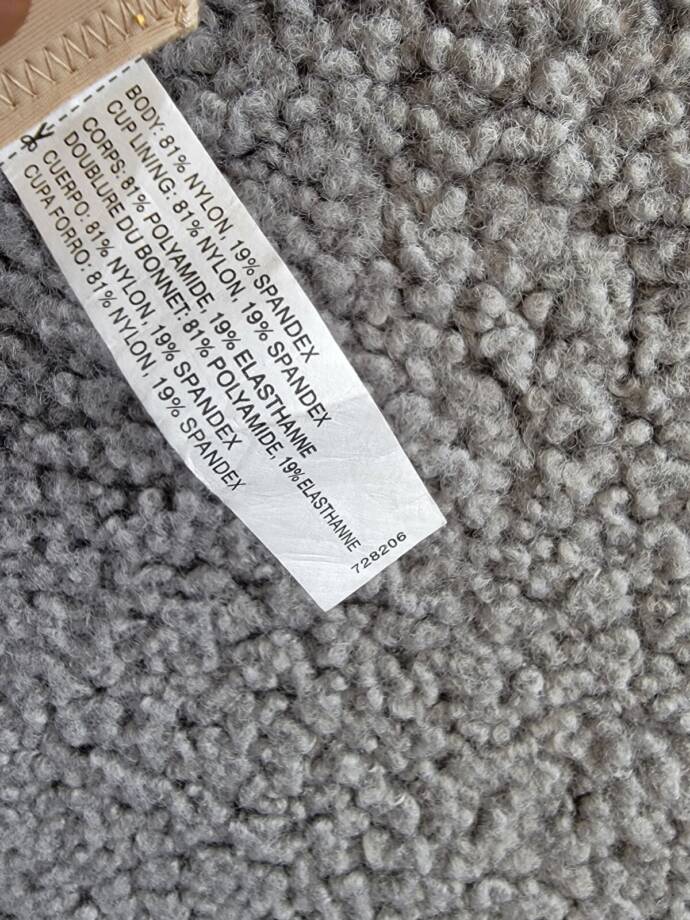 BODY: 81% NYLON, 19% SPANDEX
CUP LINING: 81% NYLON, 19% SPANDEX
CORPS: 81% POLYAMIDE, 19% ELASTHANNE
DOUBLURE DU BONNET: 81% POLYAMIDE, 19% ELASTHANNE
CUERPO: 81% NYLON, 19% SPANDEX
CUPA FORRO: 81% NYLON, 19% SPANDEX
728206